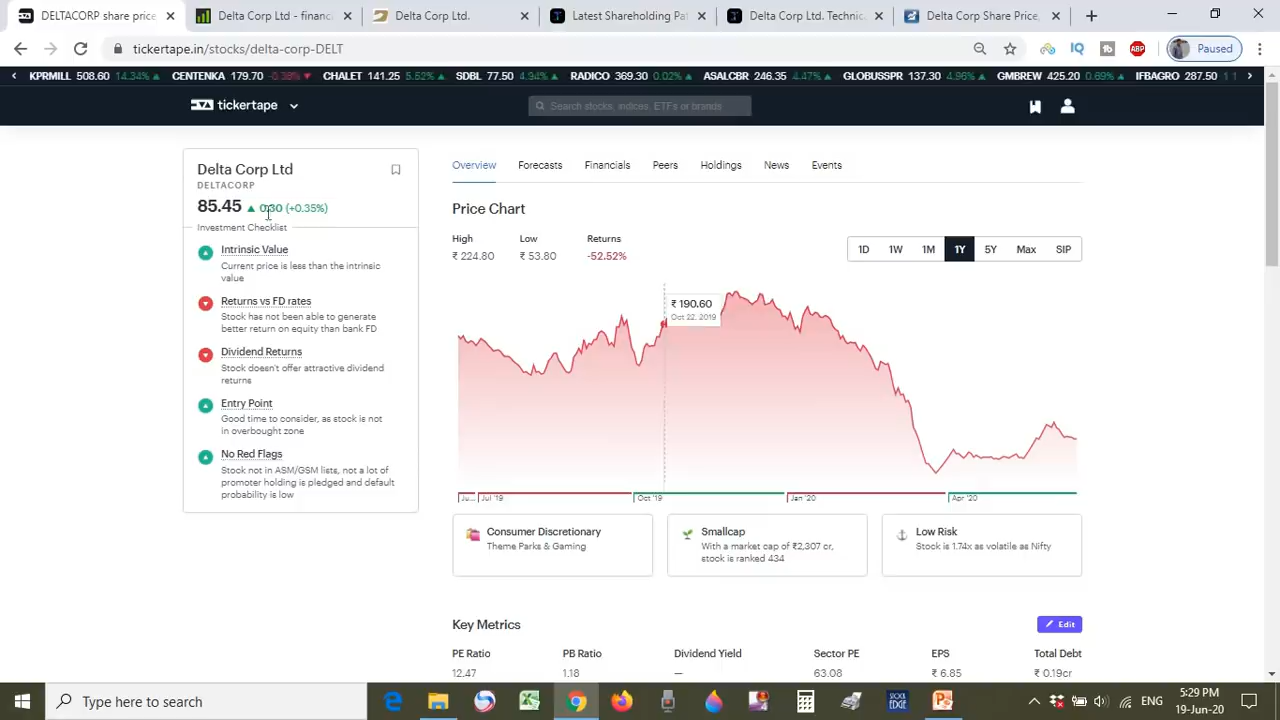 DELTACORP share price
Delta Corp Ltd - financ
Delta Corp Ltd.
Latest Shareholding Pat
Delta Corp. Ltd. Technic
Delta Corp Share Price,
tickertape.in/stocks/delta-corp-DELT
IQ
ABP
Paused
KPRMILL 508.60 14.34% CENTENKA 179.70 -0.38% CHALET 141.25 5.52% SDBL 77.50 4.94% RADICO 369.30 0.02% ASALCBR 246.35 4.47% GLOBUSSPR 137.30 4.96% GMBREW 425.20 0.69% IFBAGRO 287.50
tickertape
Search stocks, indices, ETFs or brands
Delta Corp Ltd
DELTACORP
85.45 0.30 (+0.35%)
Investment Checklist
Intrinsic Value
Current price is less than the intrinsic
value
Returns vs FD rates
Stock has not been able to generate
better return on equity than bank FD
Dividend Returns
Stock doesn't offer attractive dividend
returns
Entry Point
Good time to consider, as stock is not
in overbought zone
No Red Flags
Stock not in ASM/GSM lists, not a lot of
promoter holding is pledged and default
probability is low
Overview Forecasts Financials Peers Holdings News Events
Price Chart
High Low Returns
₹ 224.80 ₹ 53.80 -52.52%
1D 1W 1M 1Y 5Y Max SIP
₹ 190.60
Oct 22, 2019
Ju... Jul '19 Oct '19 Jan '20 Apr '20
Consumer Discretionary
Theme Parks & Gaming
Smallcap
With a market cap of ₹2,307 cr,
stock is ranked 434
Low Risk
Stock is 1.74x as volatile as Nifty
Key Metrics
Edit
PE Ratio PB Ratio Dividend Yield Sector PE EPS Total Debt
12.47 1.18 — 63.08 ₹ 6.85 ₹ 0.19cr
Type here to search
STOCK
EDGE
ENG
5:29 PM
19-Jun-20